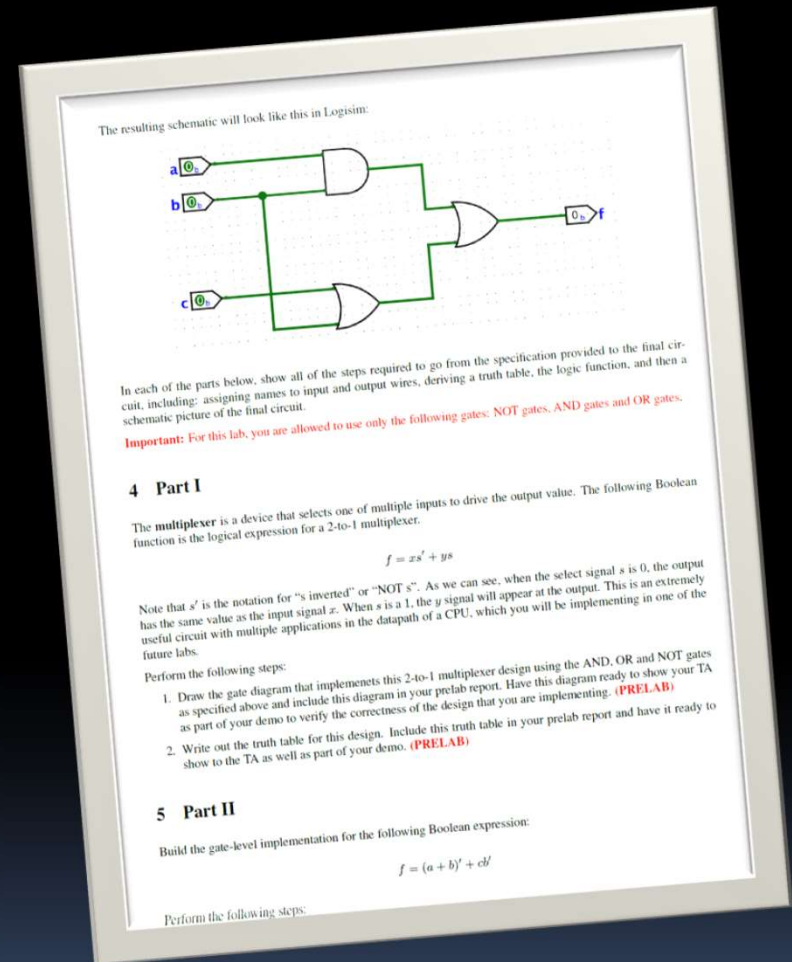 The resulting schematic will look like this in Logisim:
a 0b
b 0b
0b f
c 0b
In each of the parts below, show all of the steps required to go from the specification provided to the final cir-
cuit, including: assigning names to input and output wires, deriving a truth table, the logic function, and then a
schematic picture of the final circuit.
Important: For this lab, you are allowed to use only the following gates: NOT gates, AND gates and OR gates.
4 Part I
The multiplexer is a device that selects one of multiple inputs to drive the output value. The following Boolean
function is the logical expression for a 2-to-1 multiplexer.
f = xs' + ys
Note that s' is the notation for “s inverted” or “NOT s”. As we can see, when the select signal s is 0, the output
has the same value as the input signal x. When s is a 1, the y signal will appear at the output. This is an extremely
useful circuit with multiple applications in the datapath of a CPU, which you will be implementing in one of the
future labs.
Perform the following steps:
1. Draw the gate diagram that implemenets this 2-to-1 multiplexer design using the AND, OR and NOT gates
as specified above and include this diagram in your prelab report. Have this diagram ready to show your TA
as part of your demo to verify the correctness of the design that you are implementing. (PRELAB)
2. Write out the truth table for this design. Include this truth table in your prelab report and have it ready to
show to the TA as well as part of your demo. (PRELAB)
5 Part II
Build the gate-level implementation for the following Boolean expression:
f = (a + b)' + cb'
Perform the following steps: